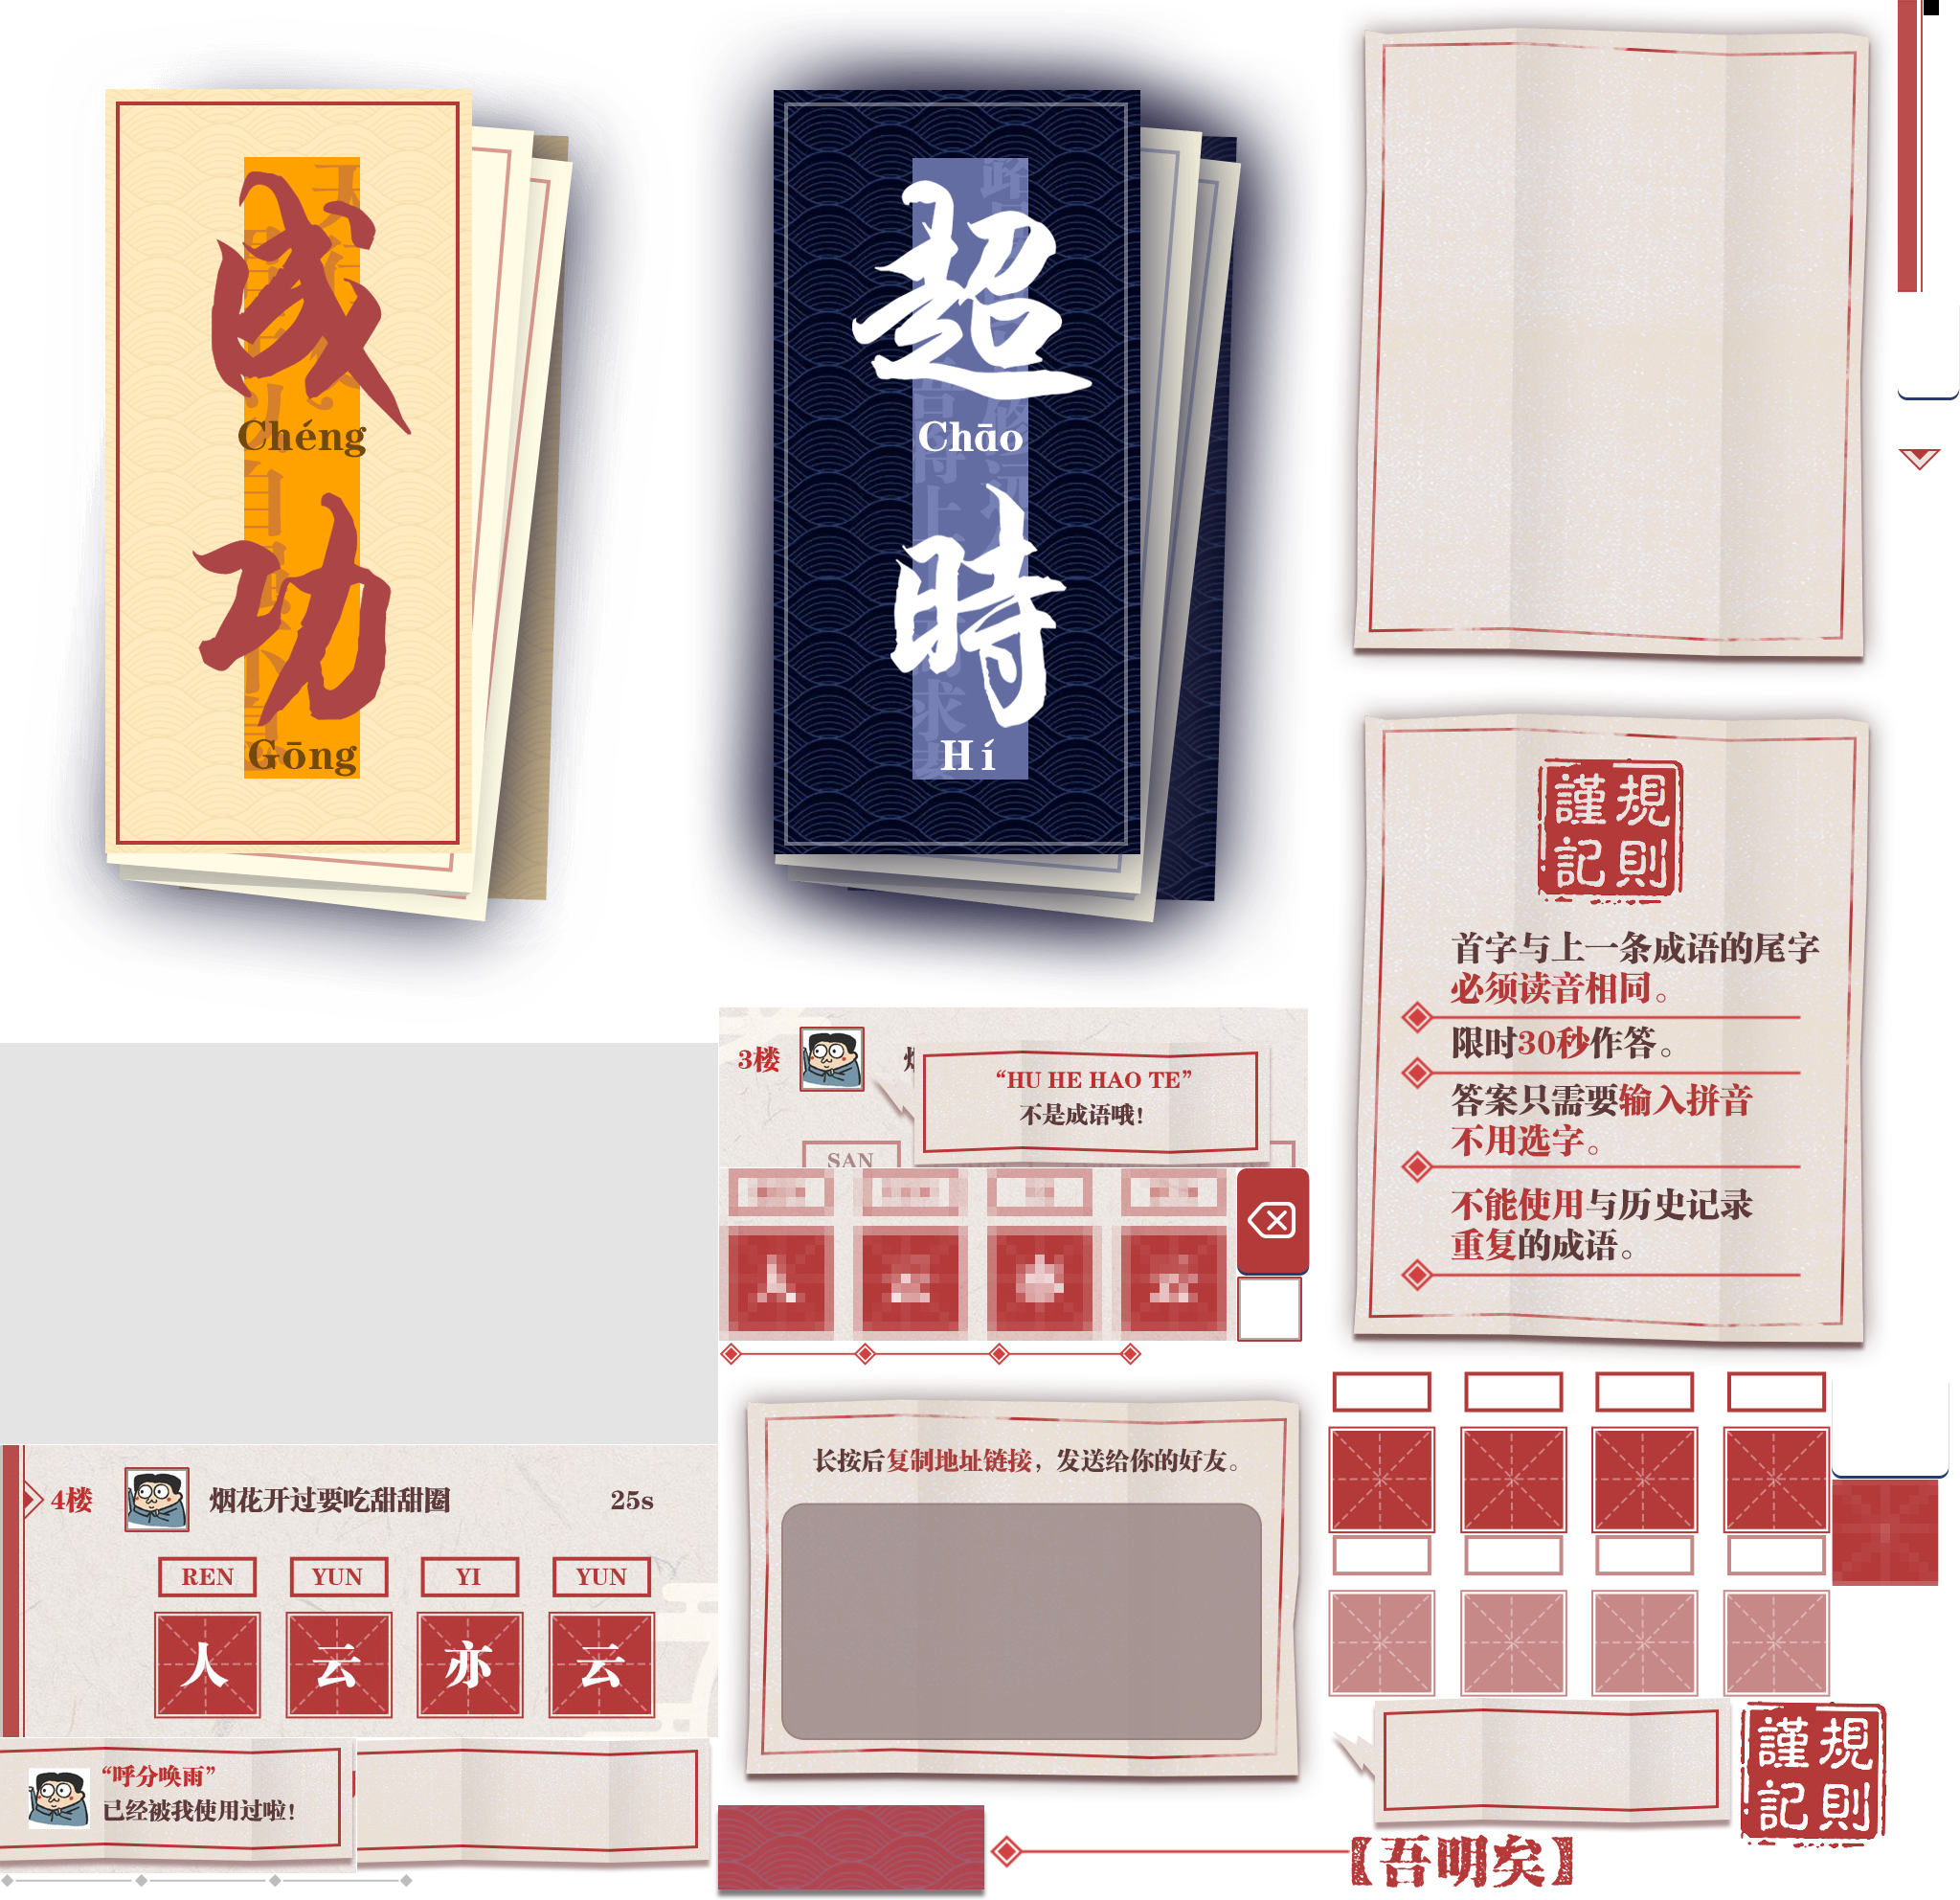 成
Chéng
功
Gōng
超
Chāo
時
Hí
規則
謹記
首字与上一条成语的尾字
必须读音相同。
限时30秒作答。
答案只需要输入拼音
不用选字。
不能使用与历史记录
重复的成语。
3楼
“HU HE HAO TE”
不是成语哦!
SAN
4楼 烟花开过要吃甜甜圈 25s
REN YUN YI YUN
人 云 亦 云
“呼分唤雨”
已经被我使用过啦!
长按后复制地址链接，发送给你的好友。
規則
謹記
【吾明矣】